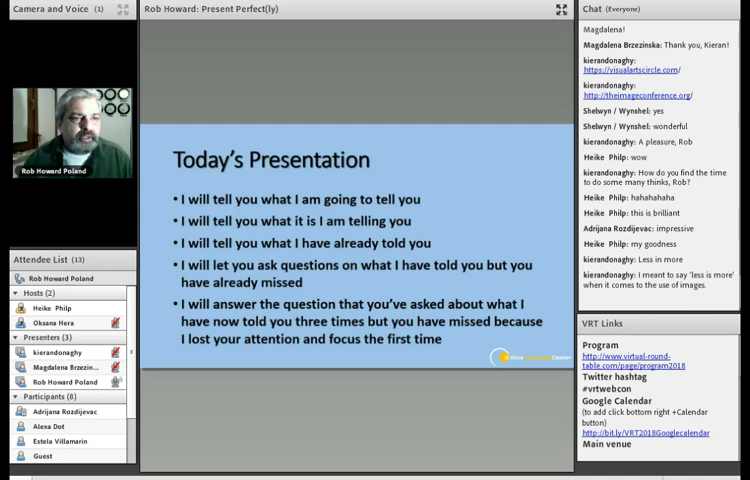 Camera and Voice (1)
Rob Howard Poland
Attendee List (13)
Rob Howard Poland
Hosts (2)
Heike Philp
Oksana Hera
Presenters (3)
kierandonaghy
Magdalena Brzezin...
Rob Howard Poland
Participants (8)
Adrijana Rozdijevac
Alexa Dot
Estela Villamarin
Guest
Rob Howard: Present Perfect(ly)
Today's Presentation
• I will tell you what I am going to tell you
• I will tell you what it is I am telling you
• I will tell you what I have already told you
• I will let you ask questions on what I have told you but you
have already missed
• I will answer the question that you've asked about what I
have now told you three times but you have missed because
I lost your attention and focus the first time
Chat (Everyone)
Magdalena!
Magdalena Brzezinska: Thank you, Kieran!
kierandonaghy:
https://visualartscircle.com/
kierandonaghy:
http://theimageconference.org/
Shelwyn / Wynshel: yes
Shelwyn / Wynshel: wonderful
kierandonaghy: A pleasure, Rob
Heike Philp: wow
kierandonaghy: How do you find the time
to do some many thinks, Rob?
Heike Philp: hahahahaha
Heike Philp: this is brilliant
Adrijana Rozdijevac: impressive
Heike Philp: my goodness
kierandonaghy: Less in more
kierandonaghy: I meant to say 'less is more'
when it comes to the use of images.
VRT Links
Program
http://www.virtual-round-
table.com/page/program2018
Twitter hashtag
#vrtwebcon
Google Calendar
(to add click bottom right +Calendar
button)
http://bit.ly/VRT2018Googlecalendar
Main venue